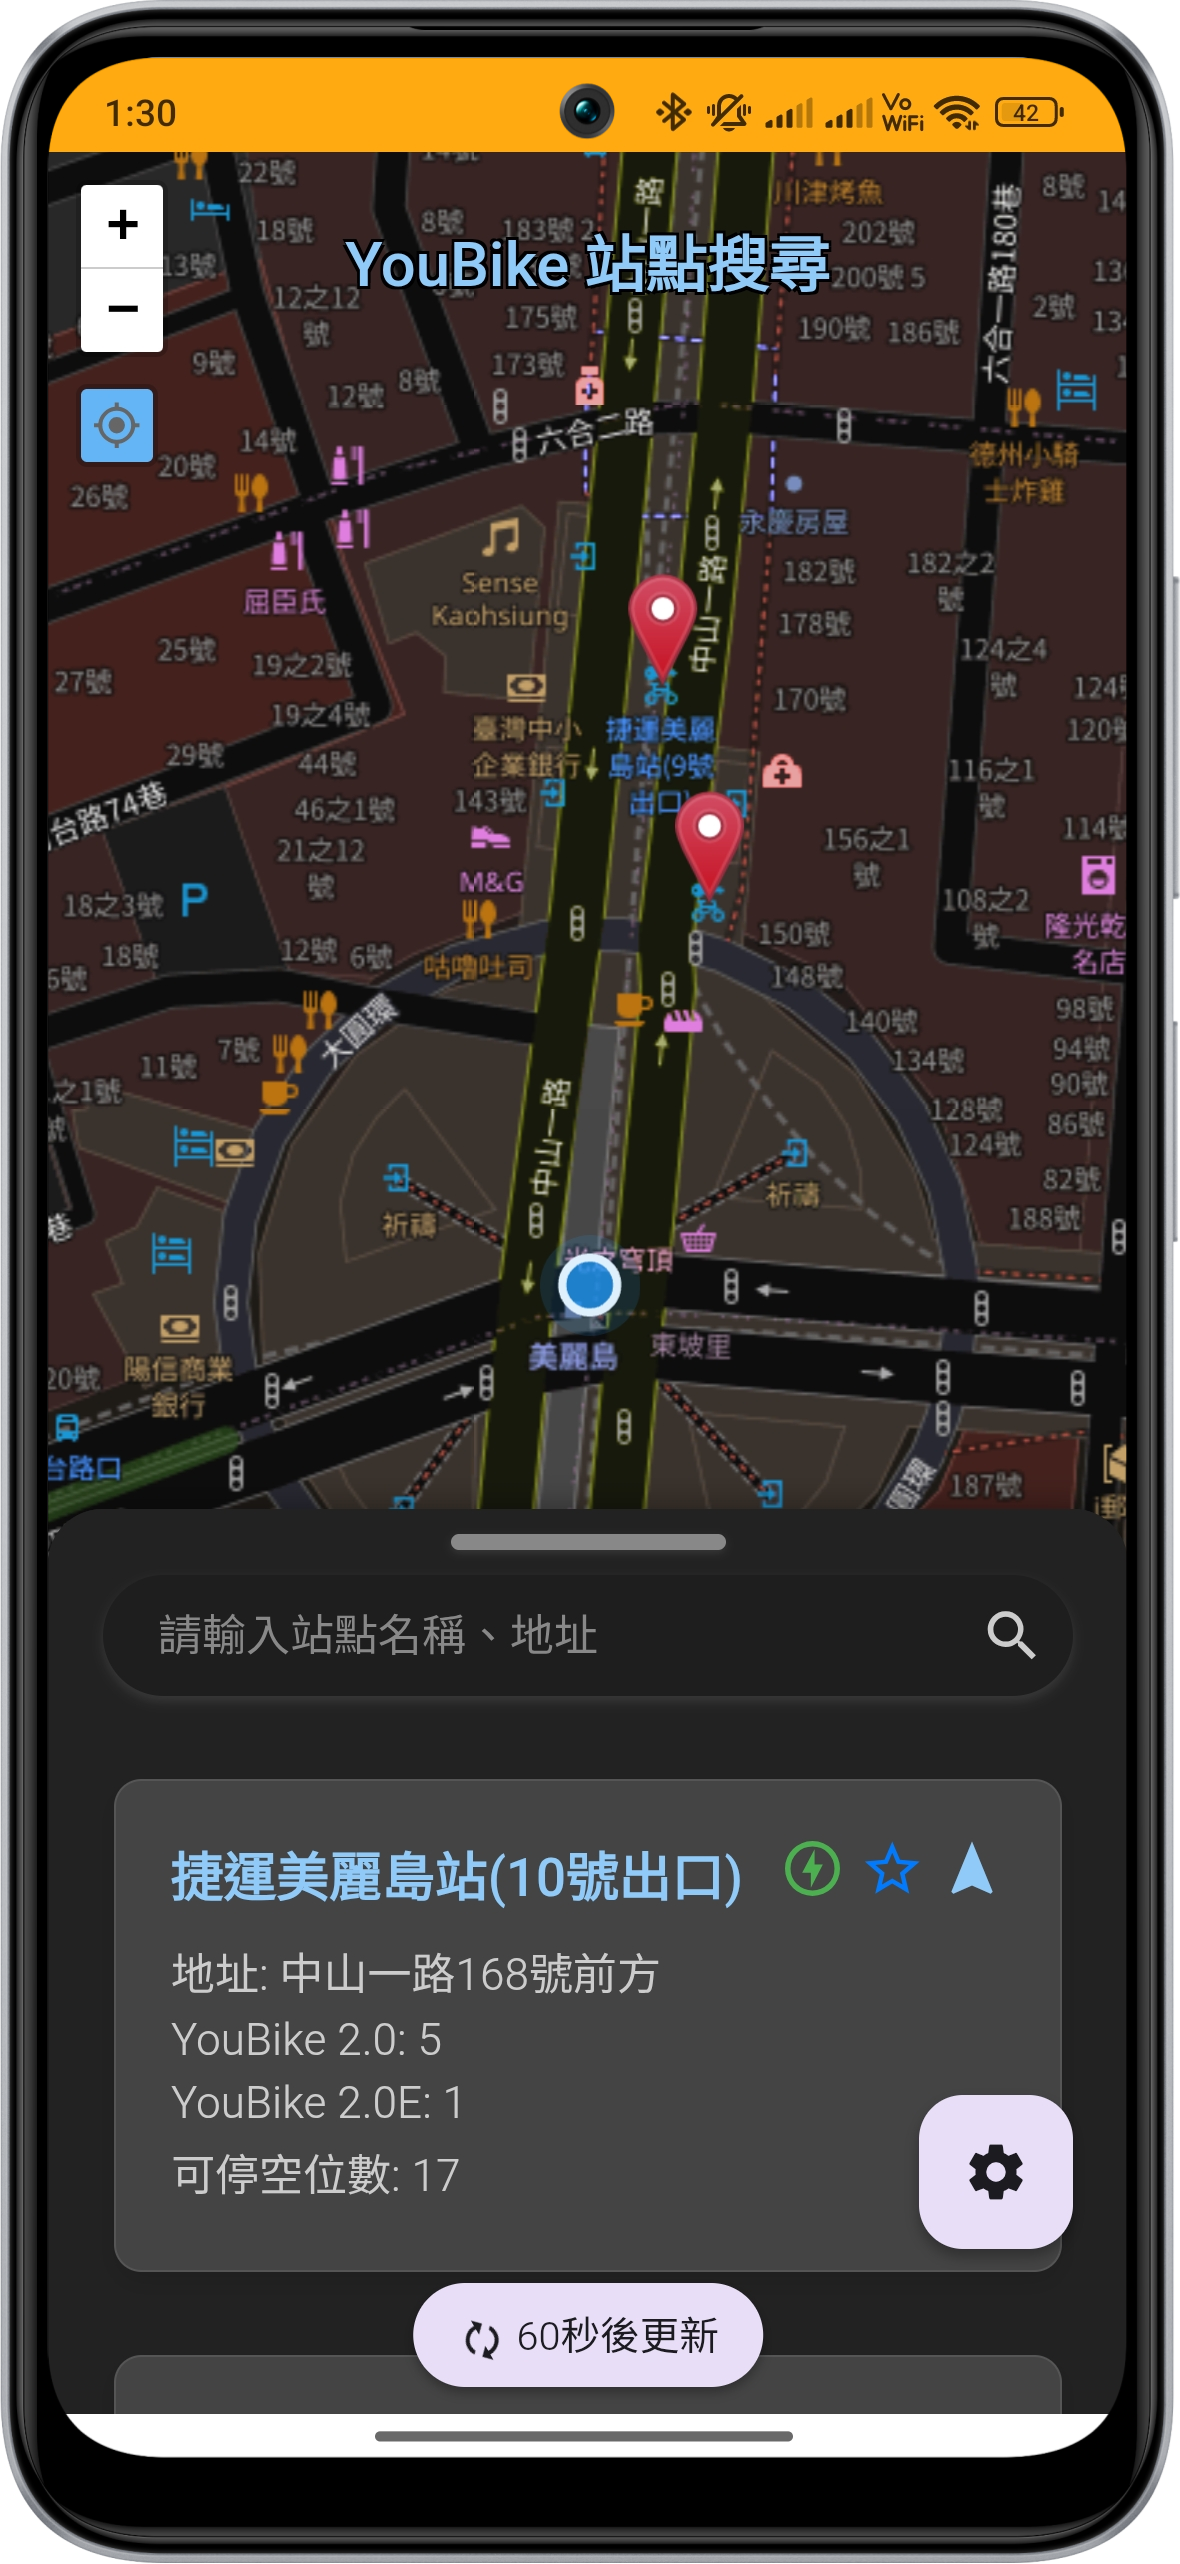 1:30
Vo
WiFi
42
+
−
YouBike 站點搜尋
22號
18號
13號
8號
183號
川津烤魚
202號
200號 5
8號
12之12
號
175號
190號
186號
2號
六合一路180巷
9號
173號
12號
8號
六合二路
德州小騎
士炸雞
14號
20號
26號
永慶房屋
Sense
Kaohsiung
182號
182之2
號
屈臣氏
178號
中山一路
25號
19之2號
27號
124之4
號
170號
19之4號
臺灣中小
企業銀行
捷運美麗
島站(9號
出口)
29號
44號
120號
116之1
號
台路74巷
46之1號
143號
21之12
號
156之1
號
114號
M&G
18之3號
P
108之2
號
隆光乾
名店
18號
12號
6號
咕嚕吐司
150號
148號
大圓環
98號
140號
7號
11號
134號
94號
90號
之1號
中山一路
128號
86號
124號
82號
祈禱
祈禱
188號
巷
美麗島
東坡里
陽信商業
銀行
20號
台路口
圓環
187號
請輸入站點名稱、地址
捷運美麗島站(10號出口)
地址: 中山一路168號前方
YouBike 2.0: 5
YouBike 2.0E: 1
可停空位數: 17
60秒後更新